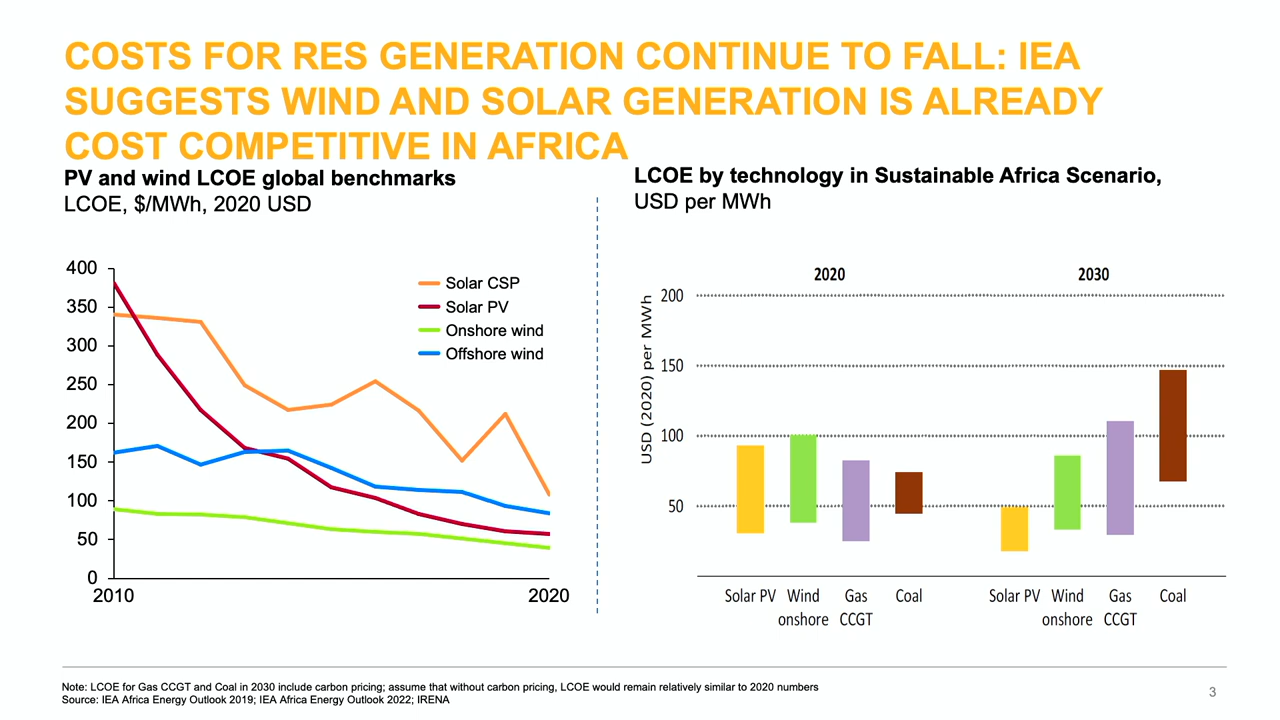 COSTS FOR RES GENERATION CONTINUE TO FALL: IEA
SUGGESTS WIND AND SOLAR GENERATION IS ALREADY
COST COMPETITIVE IN AFRICA
PV and wind LCOE global benchmarks
LCOE, $/MWh, 2020 USD
400
350
300
250
200
150
100
50
0
2010
2020
Solar CSP
Solar PV
Onshore wind
Offshore wind
LCOE by technology in Sustainable Africa Scenario,
USD per MWh
2020
2030
USD (2020) per MWh
200
150
100
50
Solar PV
Wind
onshore
Gas
CCGT
Coal
Solar PV
Wind
onshore
Gas
CCGT
Coal
Note: LCOE for Gas CCGT and Coal in 2030 include carbon pricing; assume that without carbon pricing, LCOE would remain relatively similar to 2020 numbers
Source: IEA Africa Energy Outlook 2019; IEA Africa Energy Outlook 2022; IRENA
3